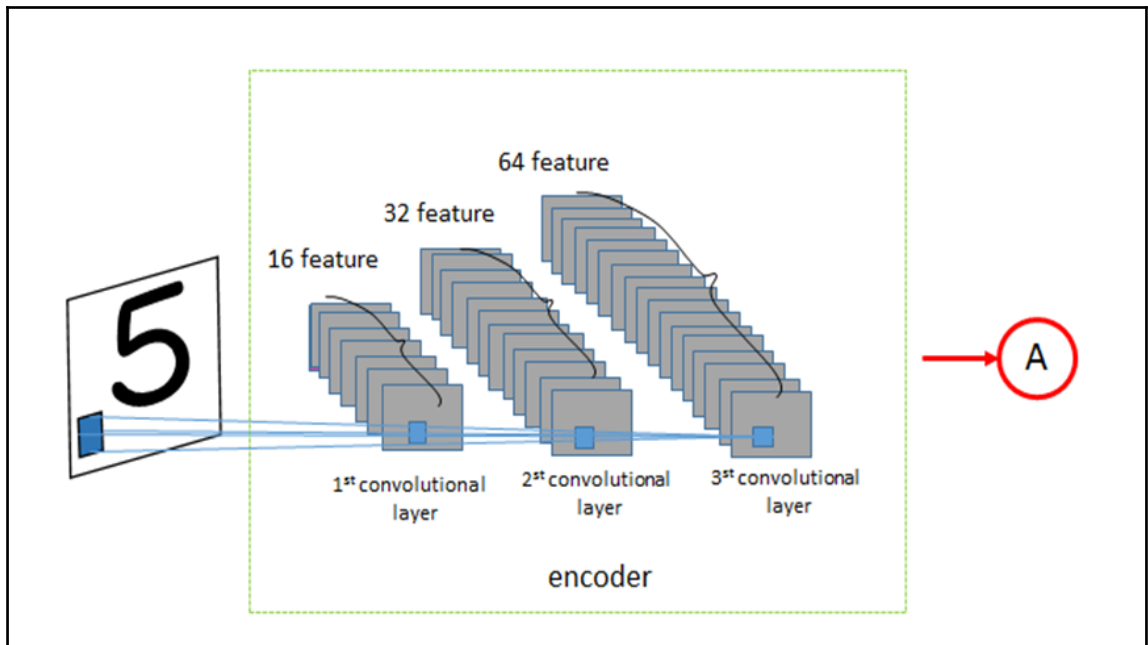 64 feature
32 feature
16 feature
5
A
1st convolutional
layer
2st convolutional
layer
3st convolutional
layer
encoder